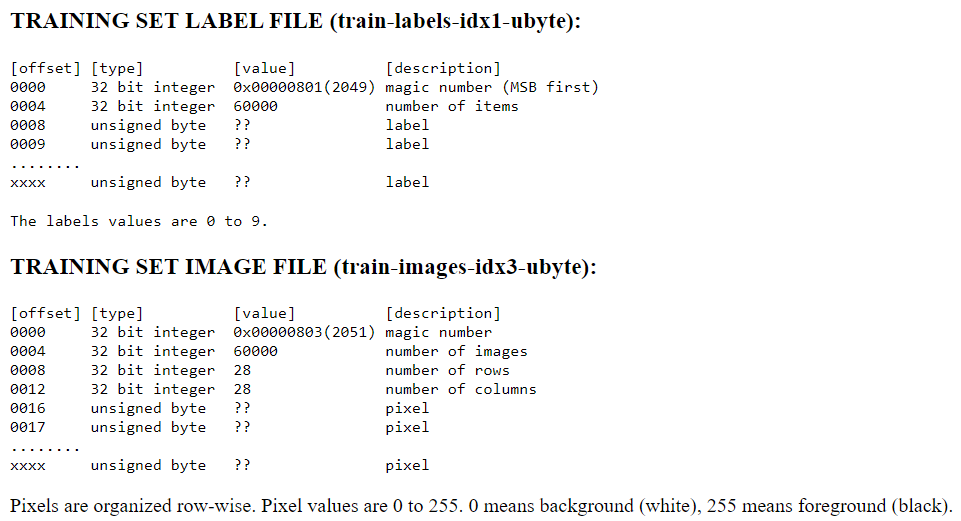 TRAINING SET LABEL FILE (train-labels-idx1-ubyte):
[offset] [type]          [value]          [description]
0000     32 bit integer  0x00000801(2049) magic number (MSB first)
0004     32 bit integer  60000            number of items
0008     unsigned byte   ??               label
0009     unsigned byte   ??               label
........
xxxx     unsigned byte   ??               label
The labels values are 0 to 9.
TRAINING SET IMAGE FILE (train-images-idx3-ubyte):
[offset] [type]          [value]          [description]
0000     32 bit integer  0x00000803(2051) magic number
0004     32 bit integer  60000            number of images
0008     32 bit integer  28               number of rows
0012     32 bit integer  28               number of columns
0016     unsigned byte   ??               pixel
0017     unsigned byte   ??               pixel
........
xxxx     unsigned byte   ??               pixel
Pixels are organized row-wise. Pixel values are 0 to 255. 0 means background (white), 255 means foreground (black).